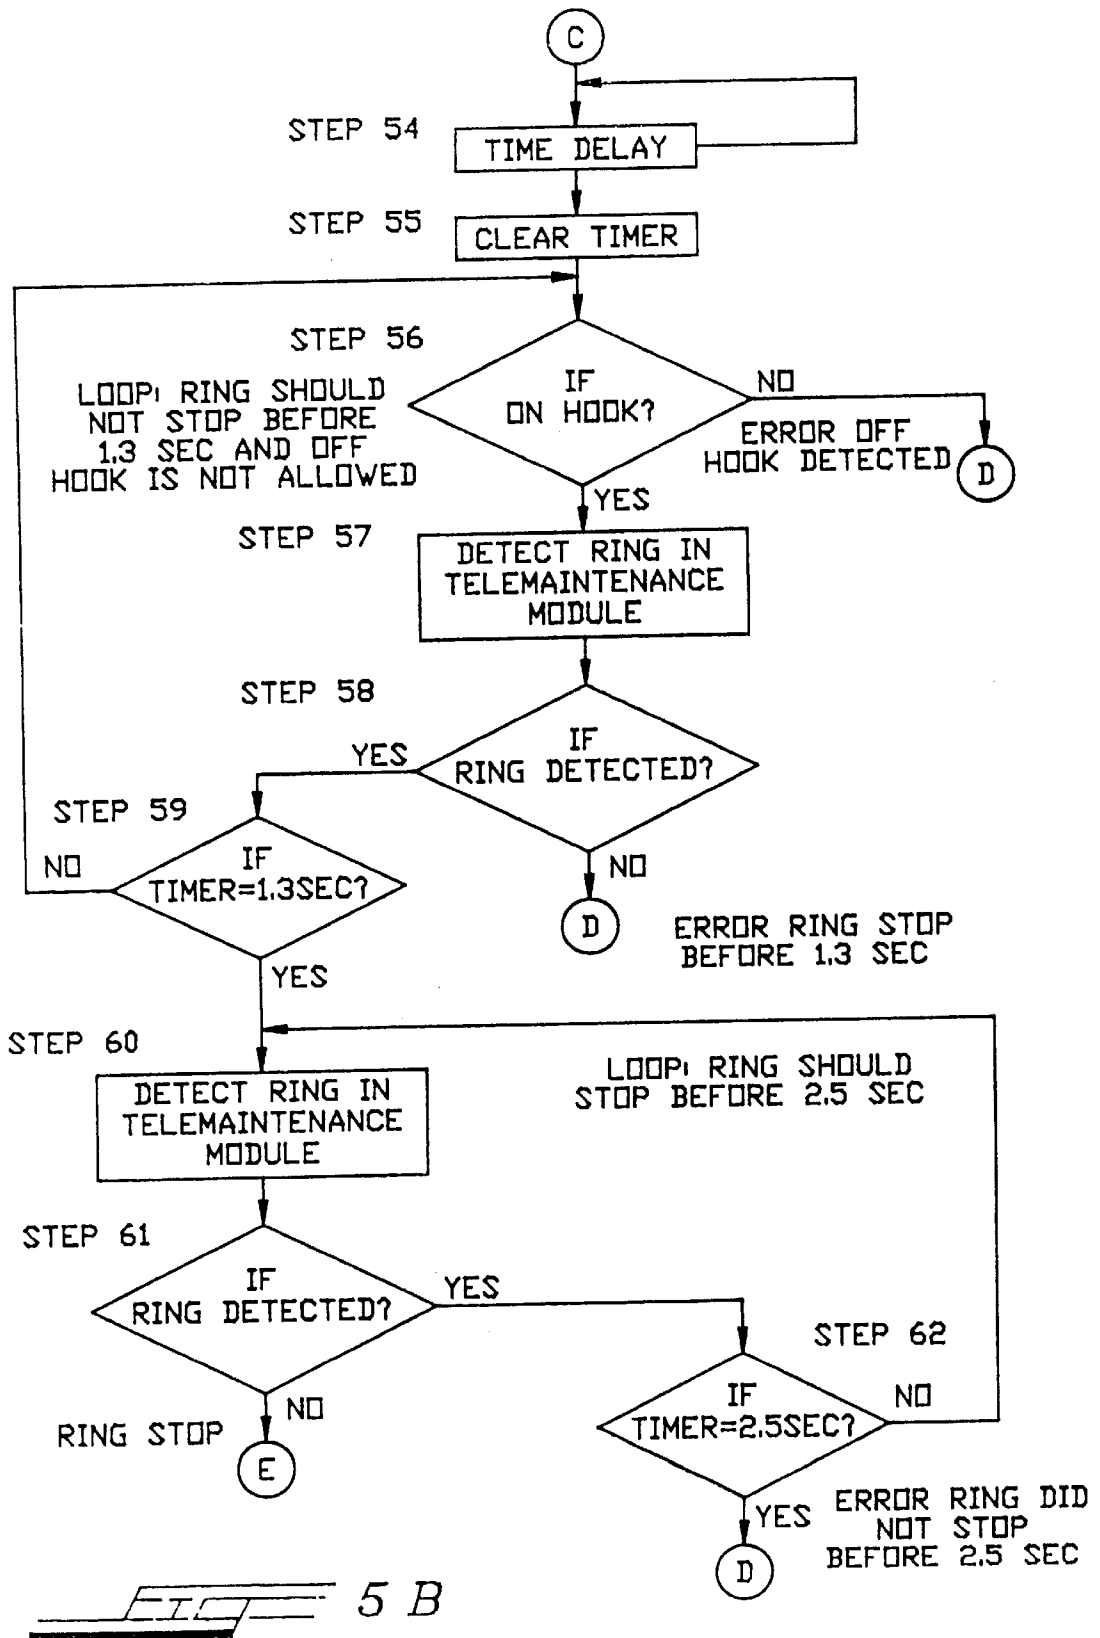 C
STEP 54
TIME DELAY
STEP 55
CLEAR TIMER
STEP 56
LOOP: RING SHOULD
NOT STOP BEFORE
1.3 SEC AND OFF
HOOK IS NOT ALLOWED
IF
ON HOOK?
NO
ERROR OFF
HOOK DETECTED
D
YES
STEP 57
DETECT RING IN
TELEMAINTENANCE
MODULE
STEP 58
IF
RING DETECTED?
YES
STEP 59
IF
TIMER=1.3SEC?
NO
NO
D
ERROR RING STOP
BEFORE 1.3 SEC
YES
STEP 60
LOOP: RING SHOULD
STOP BEFORE 2.5 SEC
DETECT RING IN
TELEMAINTENANCE
MODULE
STEP 61
IF
RING DETECTED?
YES
STEP 62
IF
TIMER=2.5SEC?
NO
NO
RING STOP
E
YES
ERROR RING DID
NOT STOP
BEFORE 2.5 SEC
D
FIG 5 B